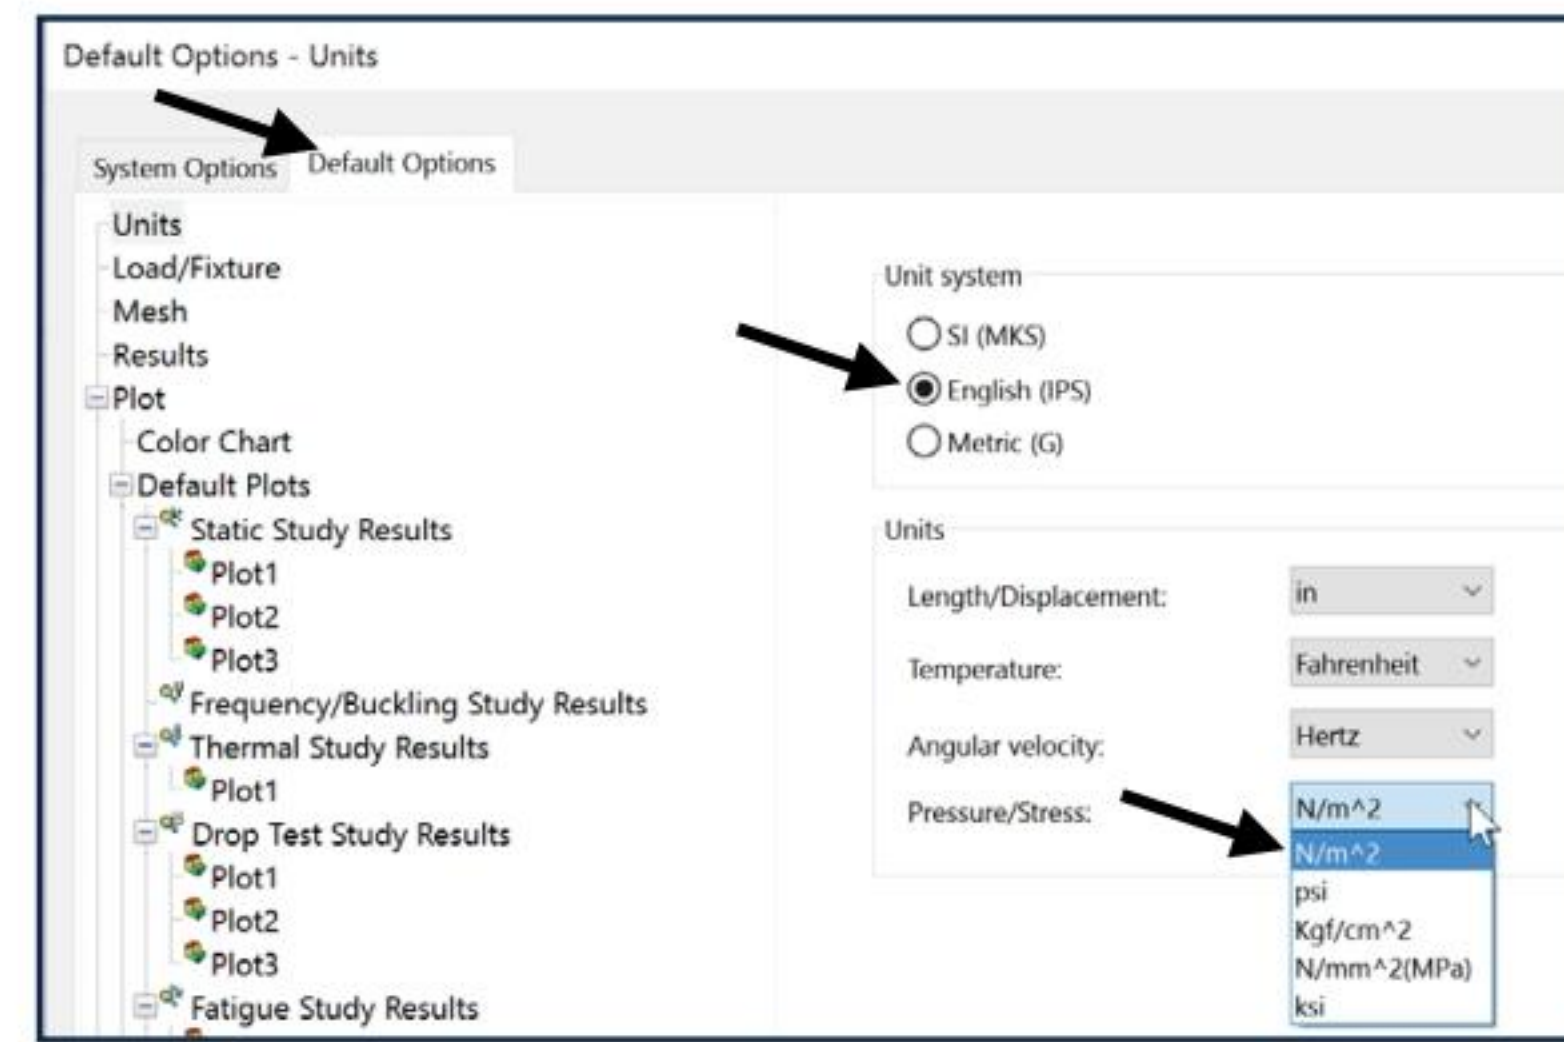 Default Options - Units
System Options
Default Options
Units
Load/Fixture
Mesh
Results
Plot
Color Chart
Default Plots
Static Study Results
Plot1
Plot2
Plot3
Frequency/Buckling Study Results
Thermal Study Results
Plot1
Drop Test Study Results
Plot1
Plot2
Plot3
Fatigue Study Results
Unit system
SI (MKS)
English (IPS)
Metric (G)
Units
Length/Displacement: in
Temperature: Fahrenheit
Angular velocity: Hertz
Pressure/Stress: N/m^2
N/m^2
psi
Kgf/cm^2
N/mm^2(MPa)
ksi